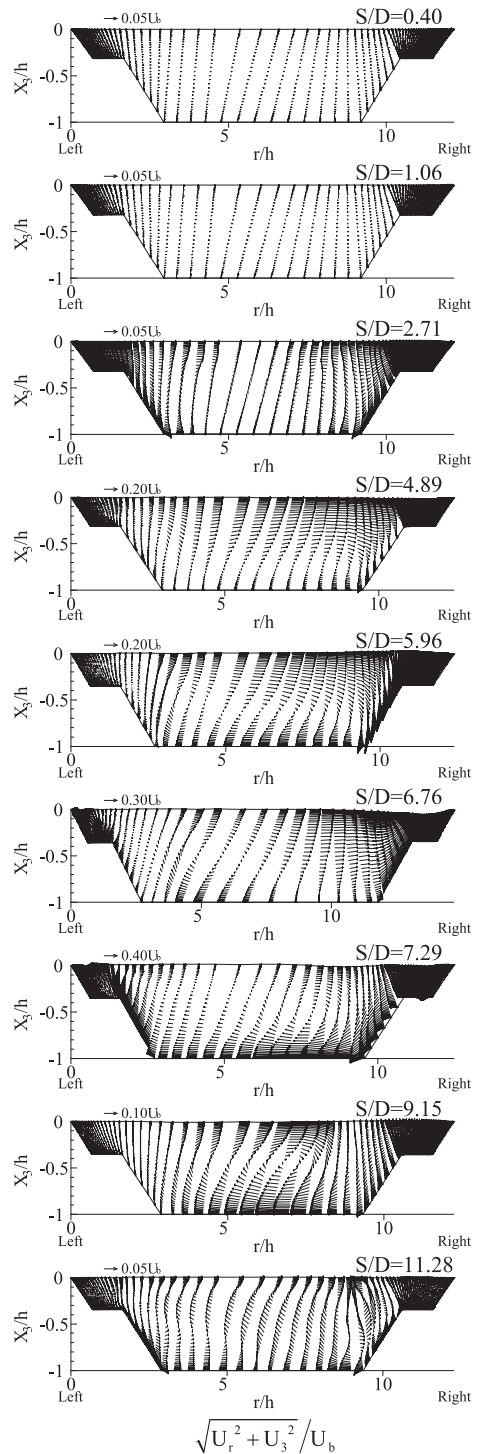 →0.05U_b S/D=0.40
X_3/h
0
-0.5
-1
0 5 10
Left r/h Right
→0.05U_b S/D=1.06
X_3/h
0
-0.5
-1
0 5 10
Left r/h Right
→0.05U_b S/D=2.71
X_3/h
0
-0.5
-1
0 5 10
Left r/h Right
→0.20U_b S/D=4.89
X_3/h
0
-0.5
-1
0 5 10
Left r/h Right
→0.20U_b S/D=5.96
X_3/h
0
-0.5
-1
0 5 10
Left r/h Right
→0.30U_b S/D=6.76
X_3/h
0
-0.5
-1
0 5 10
Left r/h Right
→0.40U_b S/D=7.29
X_3/h
0
-0.5
-1
0 5 10
Left r/h Right
→0.10U_b S/D=9.15
X_3/h
0
-0.5
-1
0 5 10
Left r/h Right
→0.05U_b S/D=11.28
X_3/h
0
-0.5
-1
0 5 10
Left r/h Right
√(U_r^2 + U_3^2)/U_b